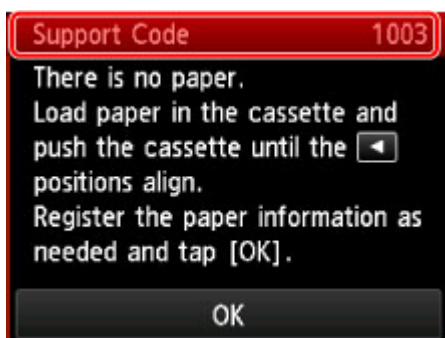 Support Code 1003
There is no paper.
Load paper in the cassette and
push the cassette until the ◀
positions align.
Register the paper information as
needed and tap [OK].
OK